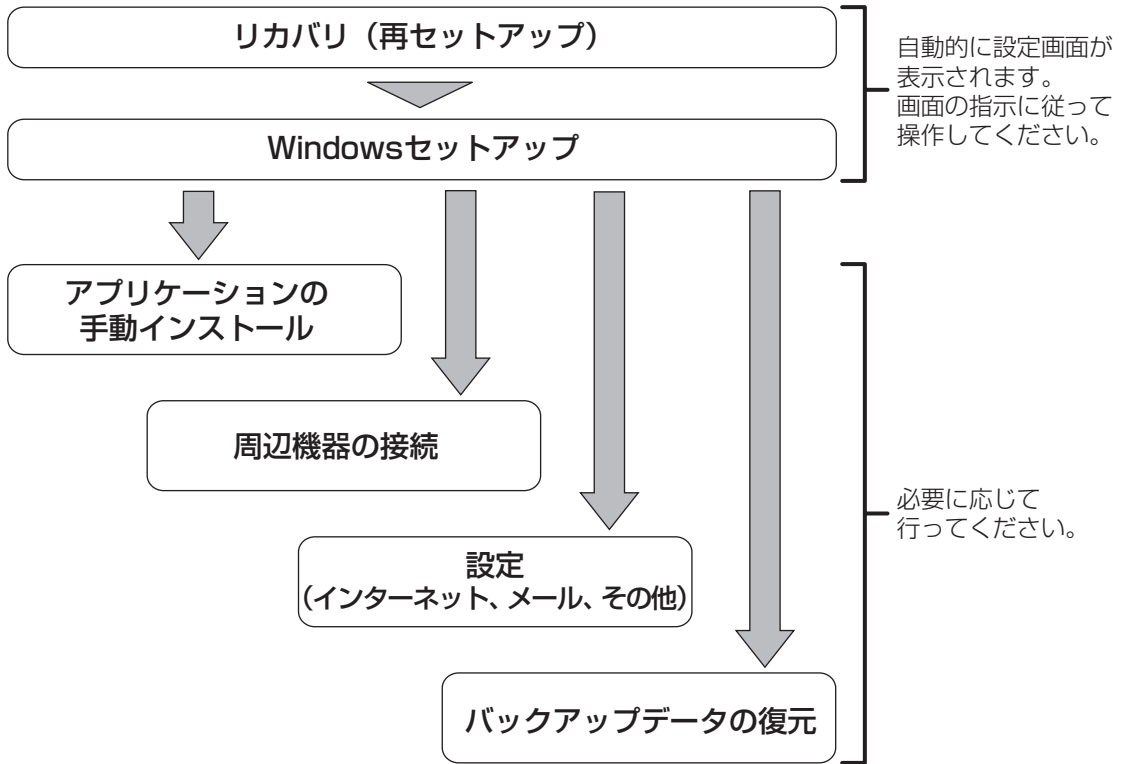 リカバリ（再セットアップ）
自動的に設定画面が
表示されます。
画面の指示に従って
操作してください。
Windowsセットアップ
アプリケーションの
手動インストール
周辺機器の接続
必要に応じて
行ってください。
設定
（インターネット、メール、その他）
バックアップデータの復元